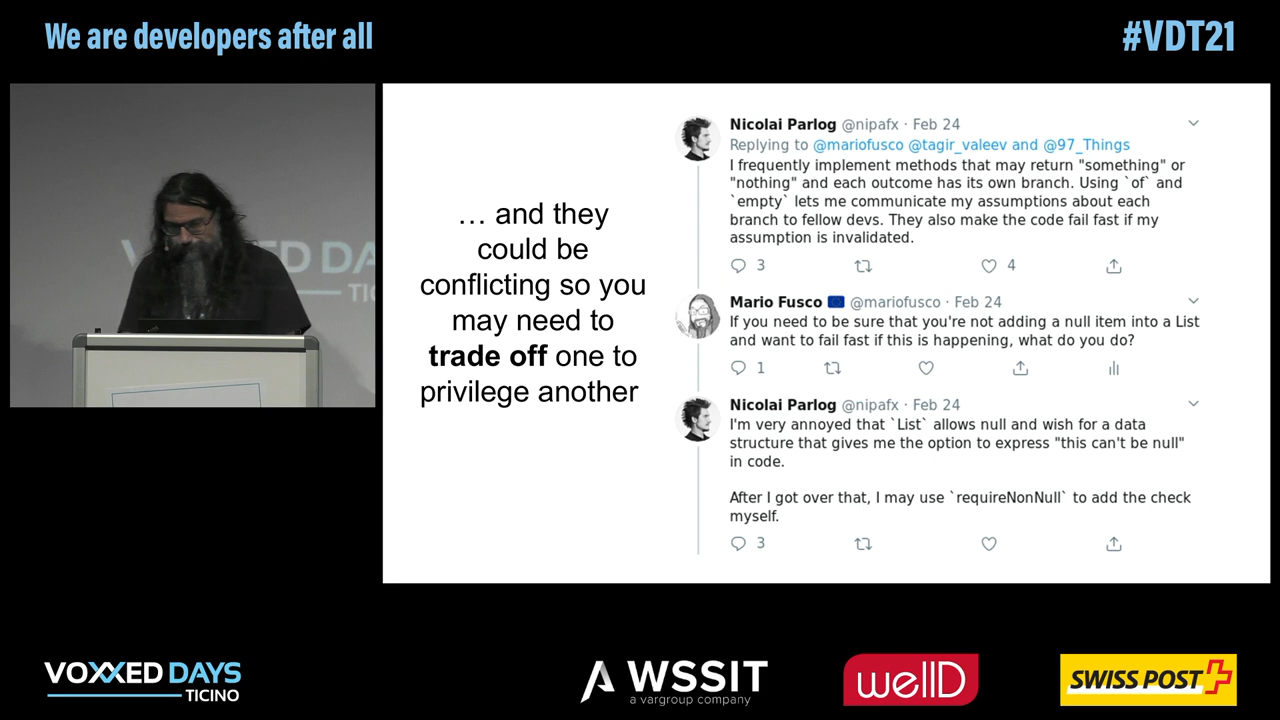 We are developers after all
#VDT21
VOXXED DAYS
TICINO
… and they
could be
conflicting so you
may need to
trade off one to
privilege another
Nicolai Parlog @nipafx · Feb 24
Replying to @mariofusco @tagir_valeev and @97_Things
I frequently implement methods that may return "something" or
"nothing" and each outcome has its own branch. Using `of` and
`empty` lets me communicate my assumptions about each
branch to fellow devs. They also make the code fail fast if my
assumption is invalidated.
3
4
Mario Fusco @mariofusco · Feb 24
If you need to be sure that you're not adding a null item into a List
and want to fail fast if this is happening, what do you do?
1
Nicolai Parlog @nipafx · Feb 24
I'm very annoyed that `List` allows null and wish for a data
structure that gives me the option to express "this can't be null"
in code.
After I got over that, I may use `requireNonNull` to add the check
myself.
3
WSSIT
a vargroup company
wellD
SWISS POST